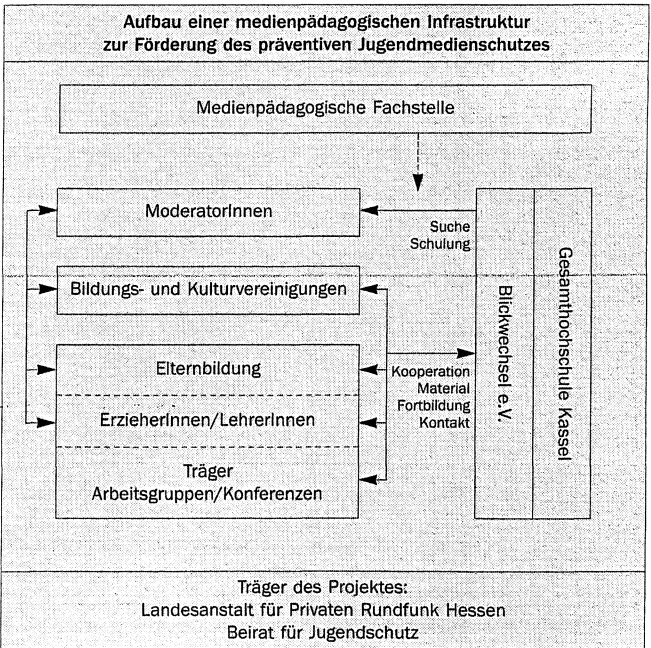 Aufbau einer medienpädagogischen Infrastruktur
zur Förderung des präventiven Jugendmedienschutzes
Medienpädagogische Fachstelle
ModeratorInnen
Suche
Schulung
Bildungs- und Kulturvereinigungen
Elternbildung
ErzieherInnen/LehrerInnen
Träger
Arbeitsgruppen/Konferenzen
Kooperation
Material
Fortbildung
Kontakt
Blickwechsel e.V.
Gesamthochschule Kassel
Träger des Projektes:
Landesanstalt für Privaten Rundfunk Hessen
Beirat für Jugendschutz